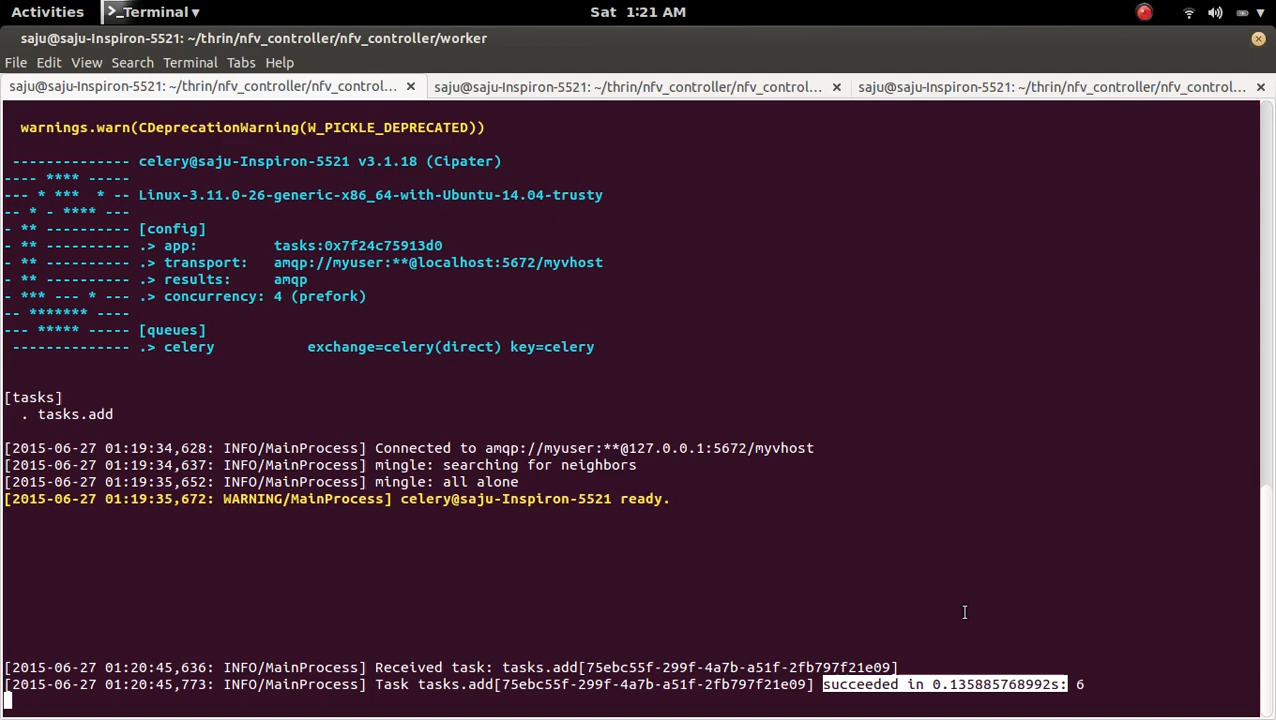 Activities >_Terminal▾ Sat 1:21 AM
saju@saju-Inspiron-5521: ~/thrin/nfv_controller/nfv_controller/worker
File Edit View Search Terminal Tabs Help
saju@saju-Inspiron-5521: ~/thrin/nfv_controller/nfv_control... × saju@saju-Inspiron-5521: ~/thrin/nfv_controller/nfv_control... × saju@saju-Inspiron-5521: ~/thrin/nfv_controller/nfv_control... ×
warnings.warn(CDeprecationWarning(W_PICKLE_DEPRECATED))
-------------- celery@saju-Inspiron-5521 v3.1.18 (Cipater)
---- **** -----
--- * ***  * -- Linux-3.11.0-26-generic-x86_64-with-Ubuntu-14.04-trusty
-- * - **** ---
- ** ---------- [config]
- ** ---------- .> app:         tasks:0x7f24c75913d0
- ** ---------- .> transport:   amqp://myuser:**@localhost:5672/myvhost
- ** ---------- .> results:     amqp
- *** --- * --- .> concurrency: 4 (prefork)
-- ******* ----
--- ***** ----- [queues]
-------------- .> celery           exchange=celery(direct) key=celery
[tasks]
. tasks.add
[2015-06-27 01:19:34,628: INFO/MainProcess] Connected to amqp://myuser:**@127.0.0.1:5672/myvhost
[2015-06-27 01:19:34,637: INFO/MainProcess] mingle: searching for neighbors
[2015-06-27 01:19:35,652: INFO/MainProcess] mingle: all alone
[2015-06-27 01:19:35,672: WARNING/MainProcess] celery@saju-Inspiron-5521 ready.
[2015-06-27 01:20:45,636: INFO/MainProcess] Received task: tasks.add[75ebc55f-299f-4a7b-a51f-2fb797f21e09]
[2015-06-27 01:20:45,773: INFO/MainProcess] Task tasks.add[75ebc55f-299f-4a7b-a51f-2fb797f21e09] succeeded in 0.135885768992s: 6